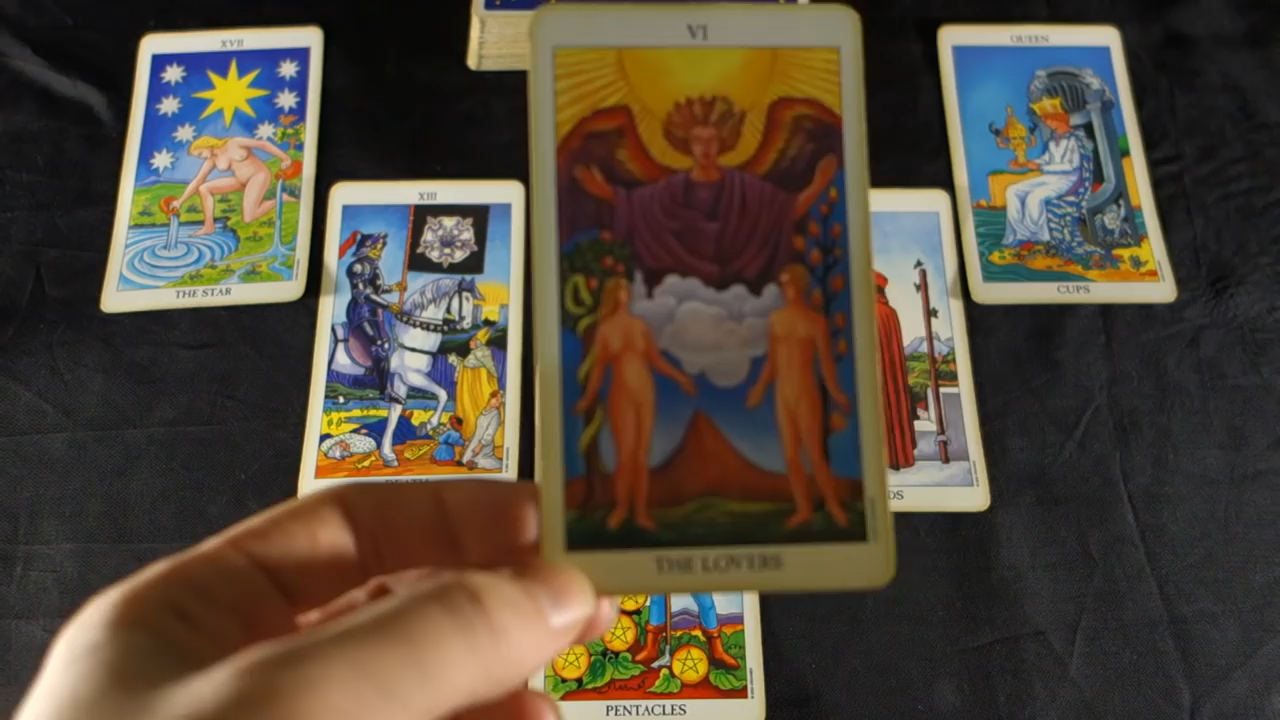 XVII
VI
QUEEN
XIII
THE STAR
CUPS
DS
THE LOVERS
PENTACLES